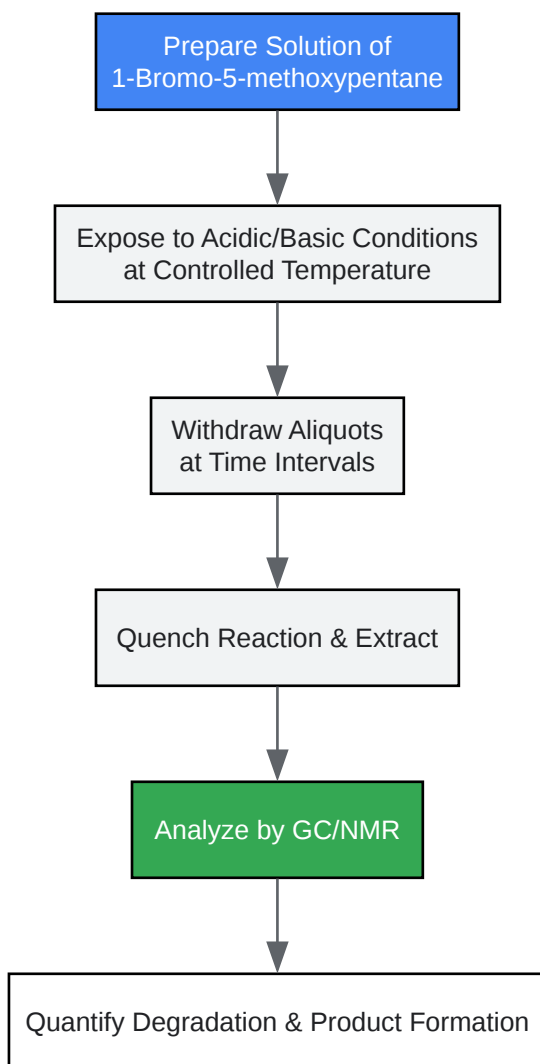 Prepare Solution of
1-Bromo-5-methoxypentane
Expose to Acidic/Basic Conditions
at Controlled Temperature
Withdraw Aliquots
at Time Intervals
Quench Reaction & Extract
Analyze by GC/NMR
Quantify Degradation & Product Formation